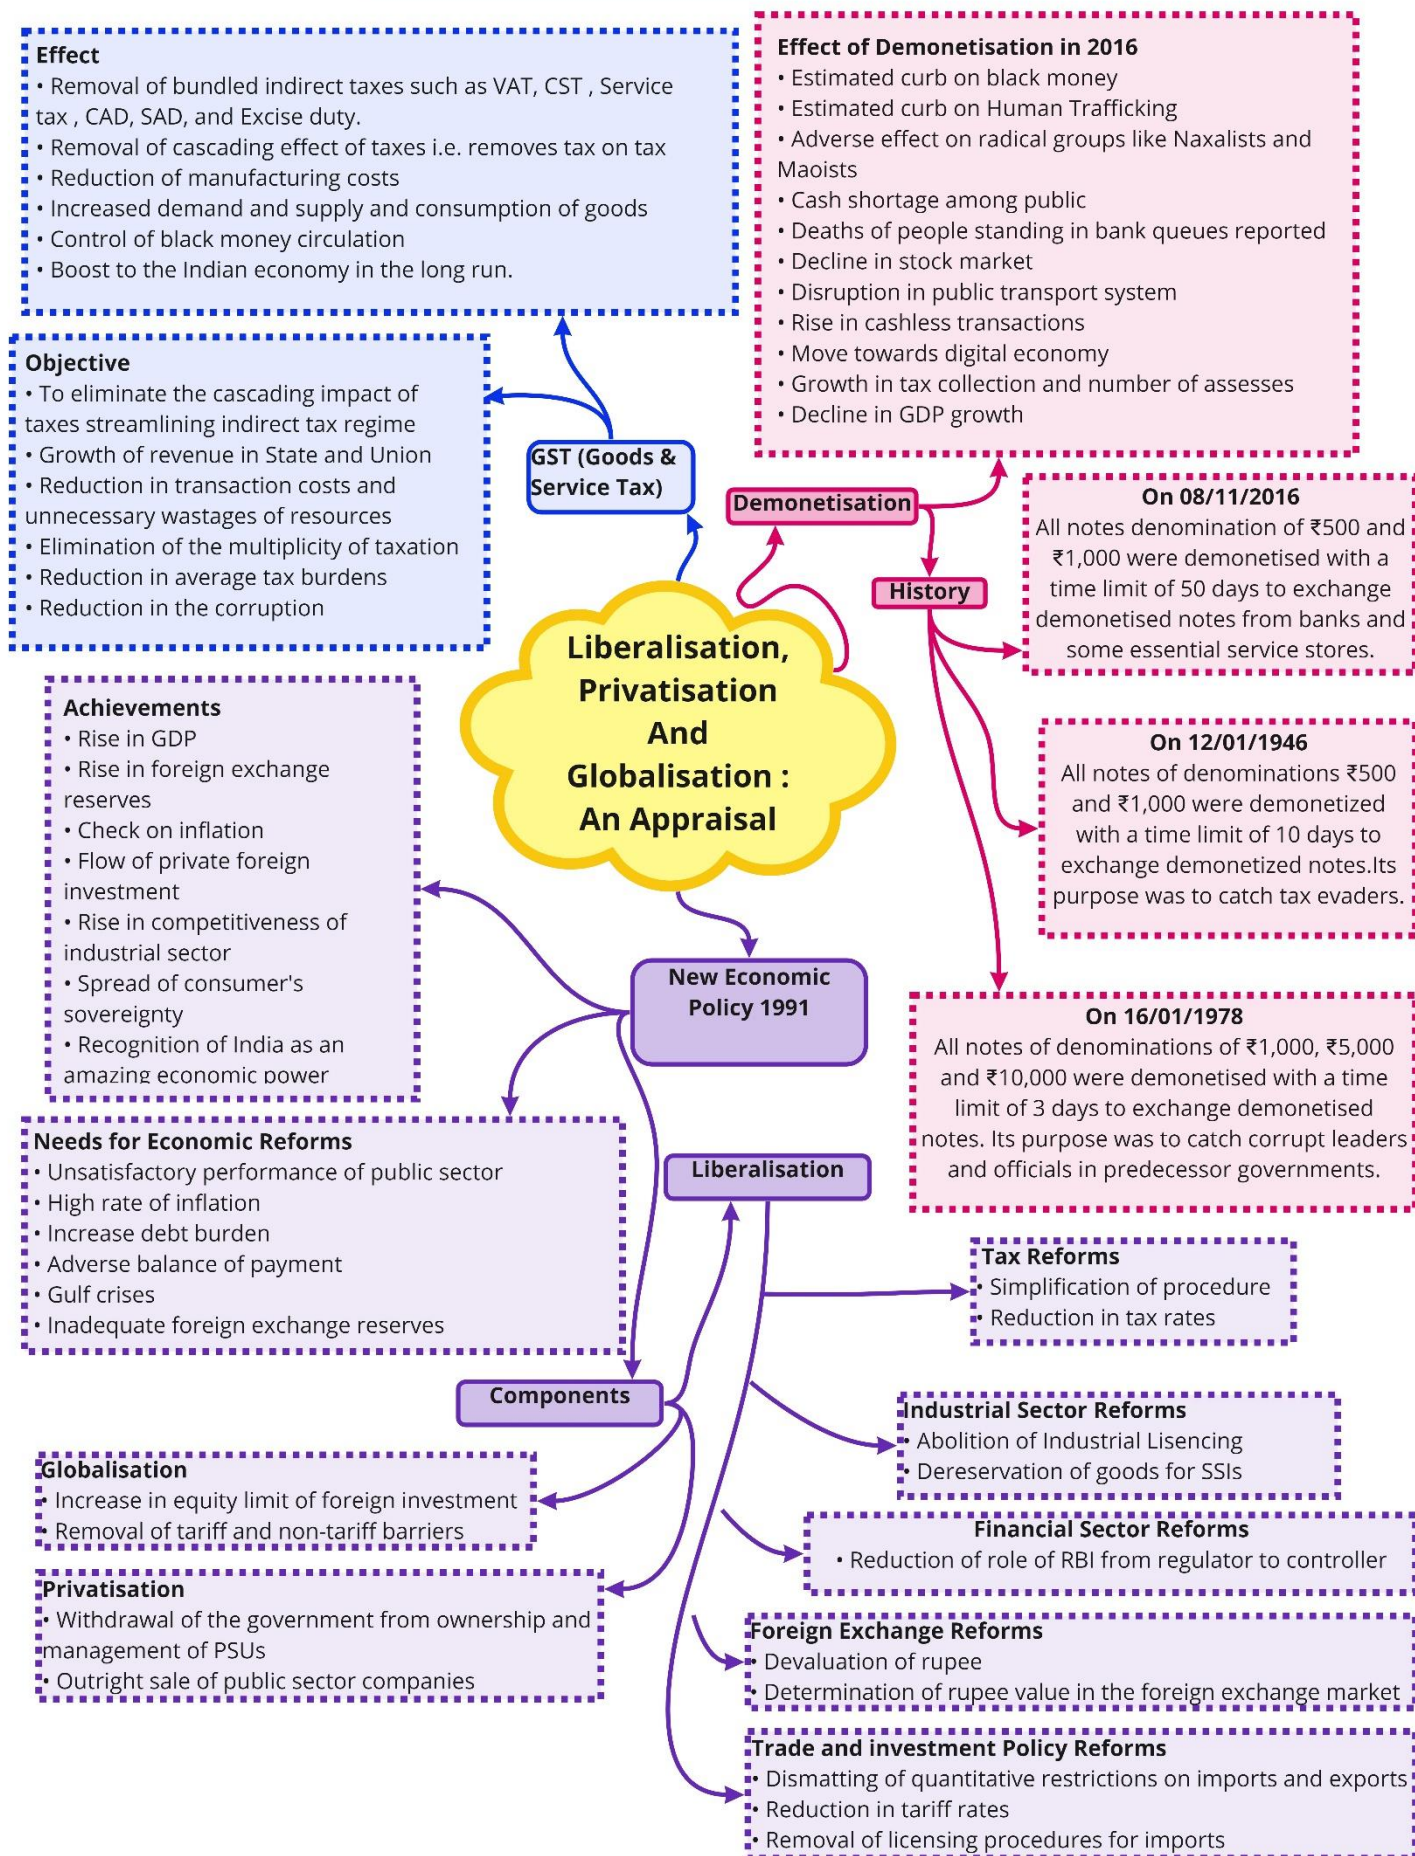 Effect
• Removal of bundled indirect taxes such as VAT, CST , Service
tax , CAD, SAD, and Excise duty.
• Removal of cascading effect of taxes i.e. removes tax on tax
• Reduction of manufacturing costs
• Increased demand and supply and consumption of goods
• Control of black money circulation
• Boost to the Indian economy in the long run.
Effect of Demonetisation in 2016
• Estimated curb on black money
• Estimated curb on Human Trafficking
• Adverse effect on radical groups like Naxalists and
Maoists
• Cash shortage among public
• Deaths of people standing in bank queues reported
• Decline in stock market
• Disruption in public transport system
• Rise in cashless transactions
• Move towards digital economy
• Growth in tax collection and number of assesses
• Decline in GDP growth
Objective
• To eliminate the cascading impact of
taxes streamlining indirect tax regime
• Growth of revenue in State and Union
• Reduction in transaction costs and
unnecessary wastages of resources
• Elimination of the multiplicity of taxation
• Reduction in average tax burdens
• Reduction in the corruption
GST (Goods &
Service Tax)
Demonetisation
History
On 08/11/2016
All notes denomination of ₹500 and
₹1,000 were demonetised with a
time limit of 50 days to exchange
demonetised notes from banks and
some essential service stores.
Liberalisation,
Privatisation
And
Globalisation :
An Appraisal
On 12/01/1946
All notes of denominations ₹500
and ₹1,000 were demonetized
with a time limit of 10 days to
exchange demonetized notes.Its
purpose was to catch tax evaders.
Achievements
• Rise in GDP
• Rise in foreign exchange
reserves
• Check on inflation
• Flow of private foreign
investment
• Rise in competitiveness of
industrial sector
• Spread of consumer's
sovereignty
• Recognition of India as an
amazing economic power
New Economic
Policy 1991
On 16/01/1978
All notes of denominations of ₹1,000, ₹5,000
and ₹10,000 were demonetised with a time
limit of 3 days to exchange demonetised
notes. Its purpose was to catch corrupt leaders
and officials in predecessor governments.
Needs for Economic Reforms
• Unsatisfactory performance of public sector
• High rate of inflation
• Increase debt burden
• Adverse balance of payment
• Gulf crises
• Inadequate foreign exchange reserves
Liberalisation
Tax Reforms
• Simplification of procedure
• Reduction in tax rates
Components
Industrial Sector Reforms
• Abolition of Industrial Lisencing
• Dereservation of goods for SSIs
Globalisation
• Increase in equity limit of foreign investment
• Removal of tariff and non-tariff barriers
Financial Sector Reforms
• Reduction of role of RBI from regulator to controller
Privatisation
• Withdrawal of the government from ownership and
management of PSUs
• Outright sale of public sector companies
Foreign Exchange Reforms
• Devaluation of rupee
• Determination of rupee value in the foreign exchange market
Trade and investment Policy Reforms
• Dismatting of quantitative restrictions on imports and exports
• Reduction in tariff rates
• Removal of licensing procedures for imports